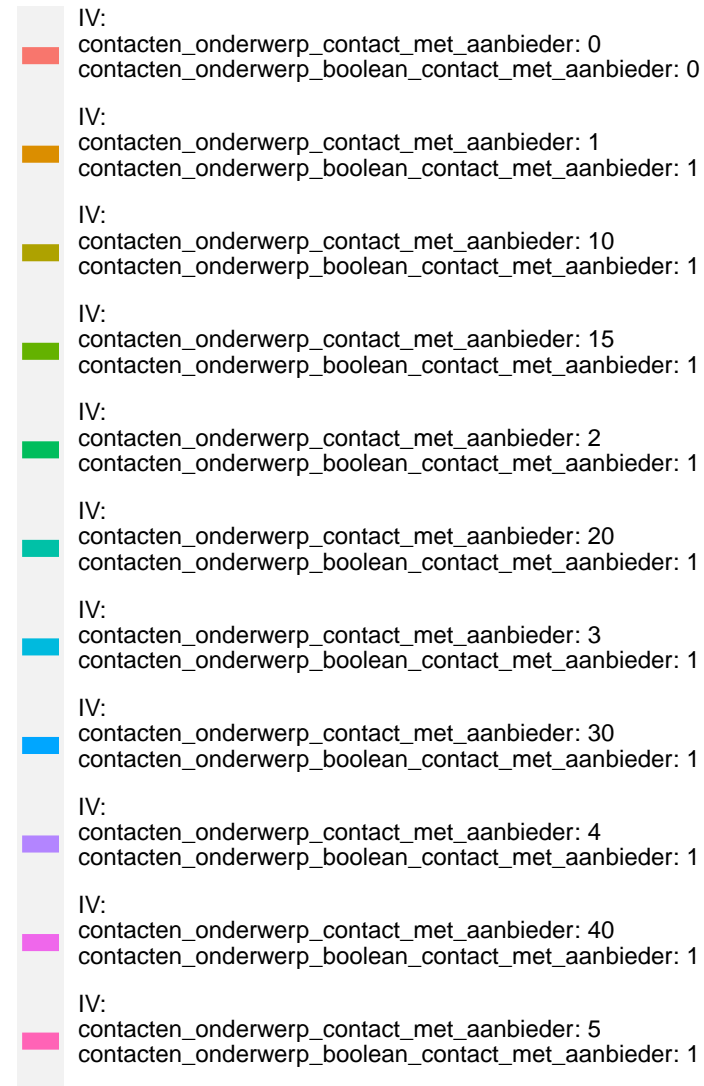 IV:
contacten_onderwerp_contact_met_aanbieder: 0
contacten_onderwerp_boolean_contact_met_aanbieder: 0
IV:
contacten_onderwerp_contact_met_aanbieder: 1
contacten_onderwerp_boolean_contact_met_aanbieder: 1
IV:
contacten_onderwerp_contact_met_aanbieder: 10
contacten_onderwerp_boolean_contact_met_aanbieder: 1
IV:
contacten_onderwerp_contact_met_aanbieder: 15
contacten_onderwerp_boolean_contact_met_aanbieder: 1
IV:
contacten_onderwerp_contact_met_aanbieder: 2
contacten_onderwerp_boolean_contact_met_aanbieder: 1
IV:
contacten_onderwerp_contact_met_aanbieder: 20
contacten_onderwerp_boolean_contact_met_aanbieder: 1
IV:
contacten_onderwerp_contact_met_aanbieder: 3
contacten_onderwerp_boolean_contact_met_aanbieder: 1
IV:
contacten_onderwerp_contact_met_aanbieder: 30
contacten_onderwerp_boolean_contact_met_aanbieder: 1
IV:
contacten_onderwerp_contact_met_aanbieder: 4
contacten_onderwerp_boolean_contact_met_aanbieder: 1
IV:
contacten_onderwerp_contact_met_aanbieder: 40
contacten_onderwerp_boolean_contact_met_aanbieder: 1
IV:
contacten_onderwerp_contact_met_aanbieder: 5
contacten_onderwerp_boolean_contact_met_aanbieder: 1